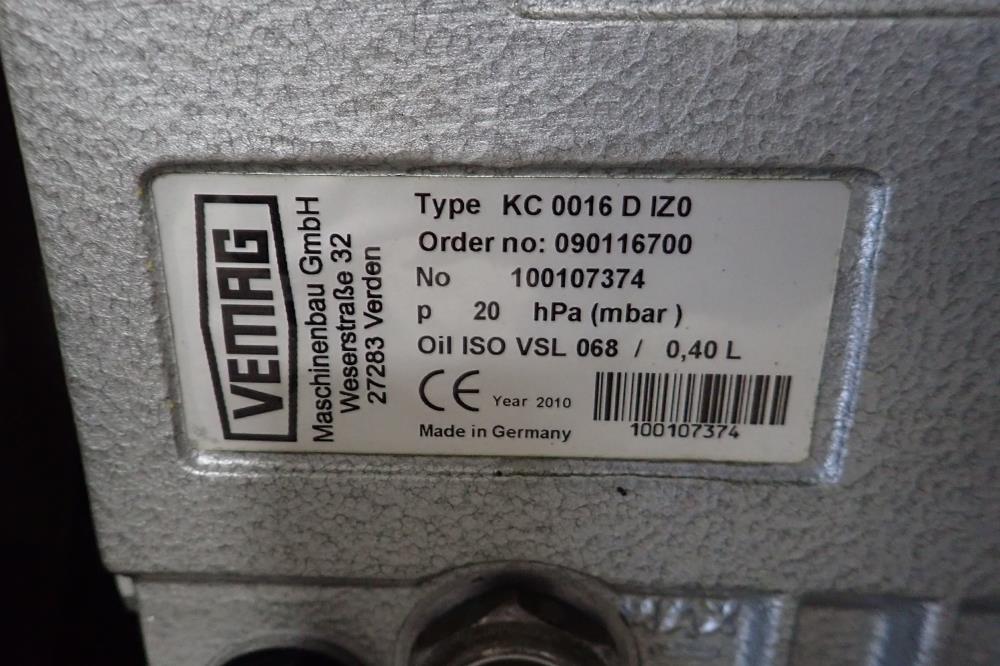 VEMAG
Maschinenbau GmbH
Weserstraße 32
27283 Verden
Type KC 0016 D IZ0
Order no: 090116700
No 100107374
p 20 hPa (mbar )
Oil ISO VSL 068 / 0,40 L
CE Year 2010
100107374
Made in Germany
MAX